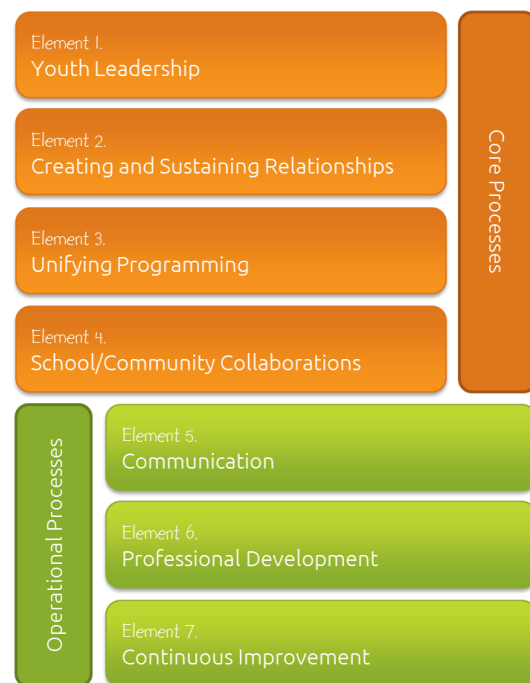 Element 1.
Youth Leadership
Element 2.
Creating and Sustaining Relationships
Element 3.
Unifying Programming
Element 4.
School/Community Collaborations
Core Processes
Operational Processes
Element 5.
Communication
Element 6.
Professional Development
Element 7.
Continuous Improvement